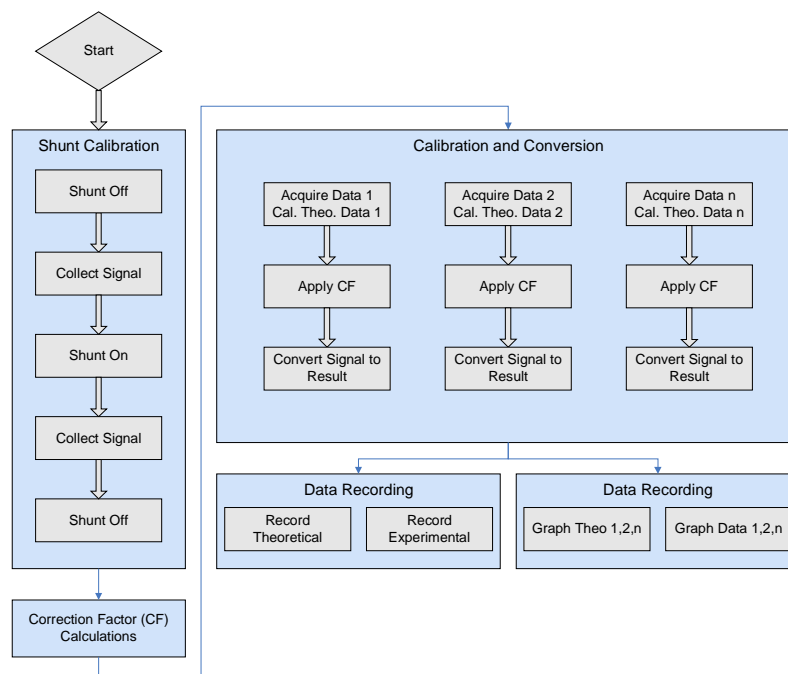 Start
Shunt Calibration
Shunt Off
Collect Signal
Shunt On
Collect Signal
Shunt Off
Correction Factor (CF)
Calculations
Calibration and Conversion
Acquire Data 1
Cal. Theo. Data 1
Apply CF
Convert Signal to
Result
Acquire Data 2
Cal. Theo. Data 2
Apply CF
Convert Signal to
Result
Acquire Data n
Cal. Theo. Data n
Apply CF
Convert Signal to
Result
Data Recording
Record
Theoretical
Record
Experimental
Data Recording
Graph Theo 1,2,n
Graph Data 1,2,n